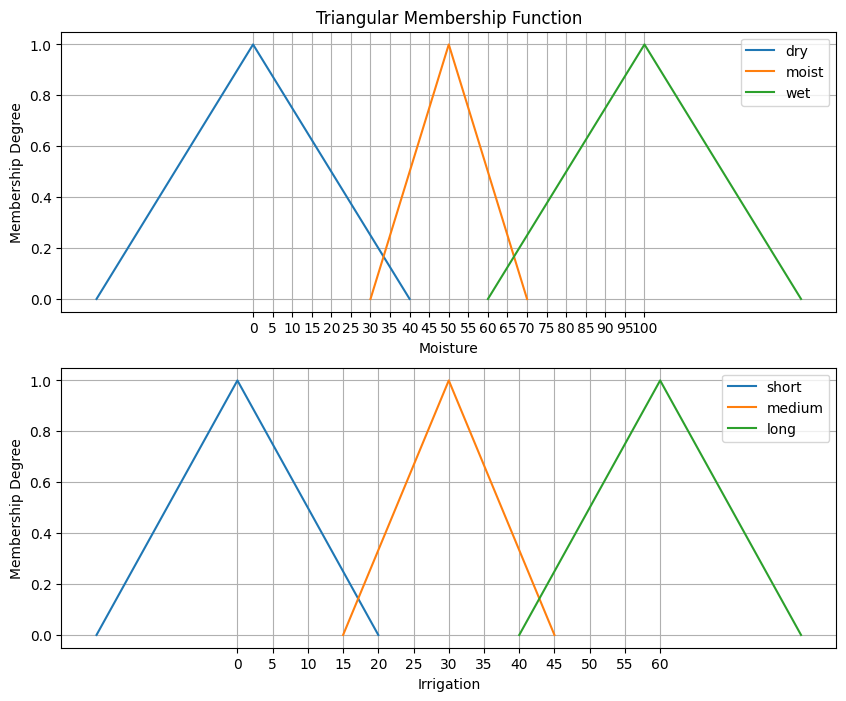 Triangular Membership Function
Membership Degree
1.0
0.8
0.6
0.4
0.2
0.0
dry
moist
wet
0 5 10 15 20 25 30 35 40 45 50 55 60 65 70 75 80 85 90 95 100
Moisture
Membership Degree
1.0
0.8
0.6
0.4
0.2
0.0
short
medium
long
0 5 10 15 20 25 30 35 40 45 50 55 60
Irrigation